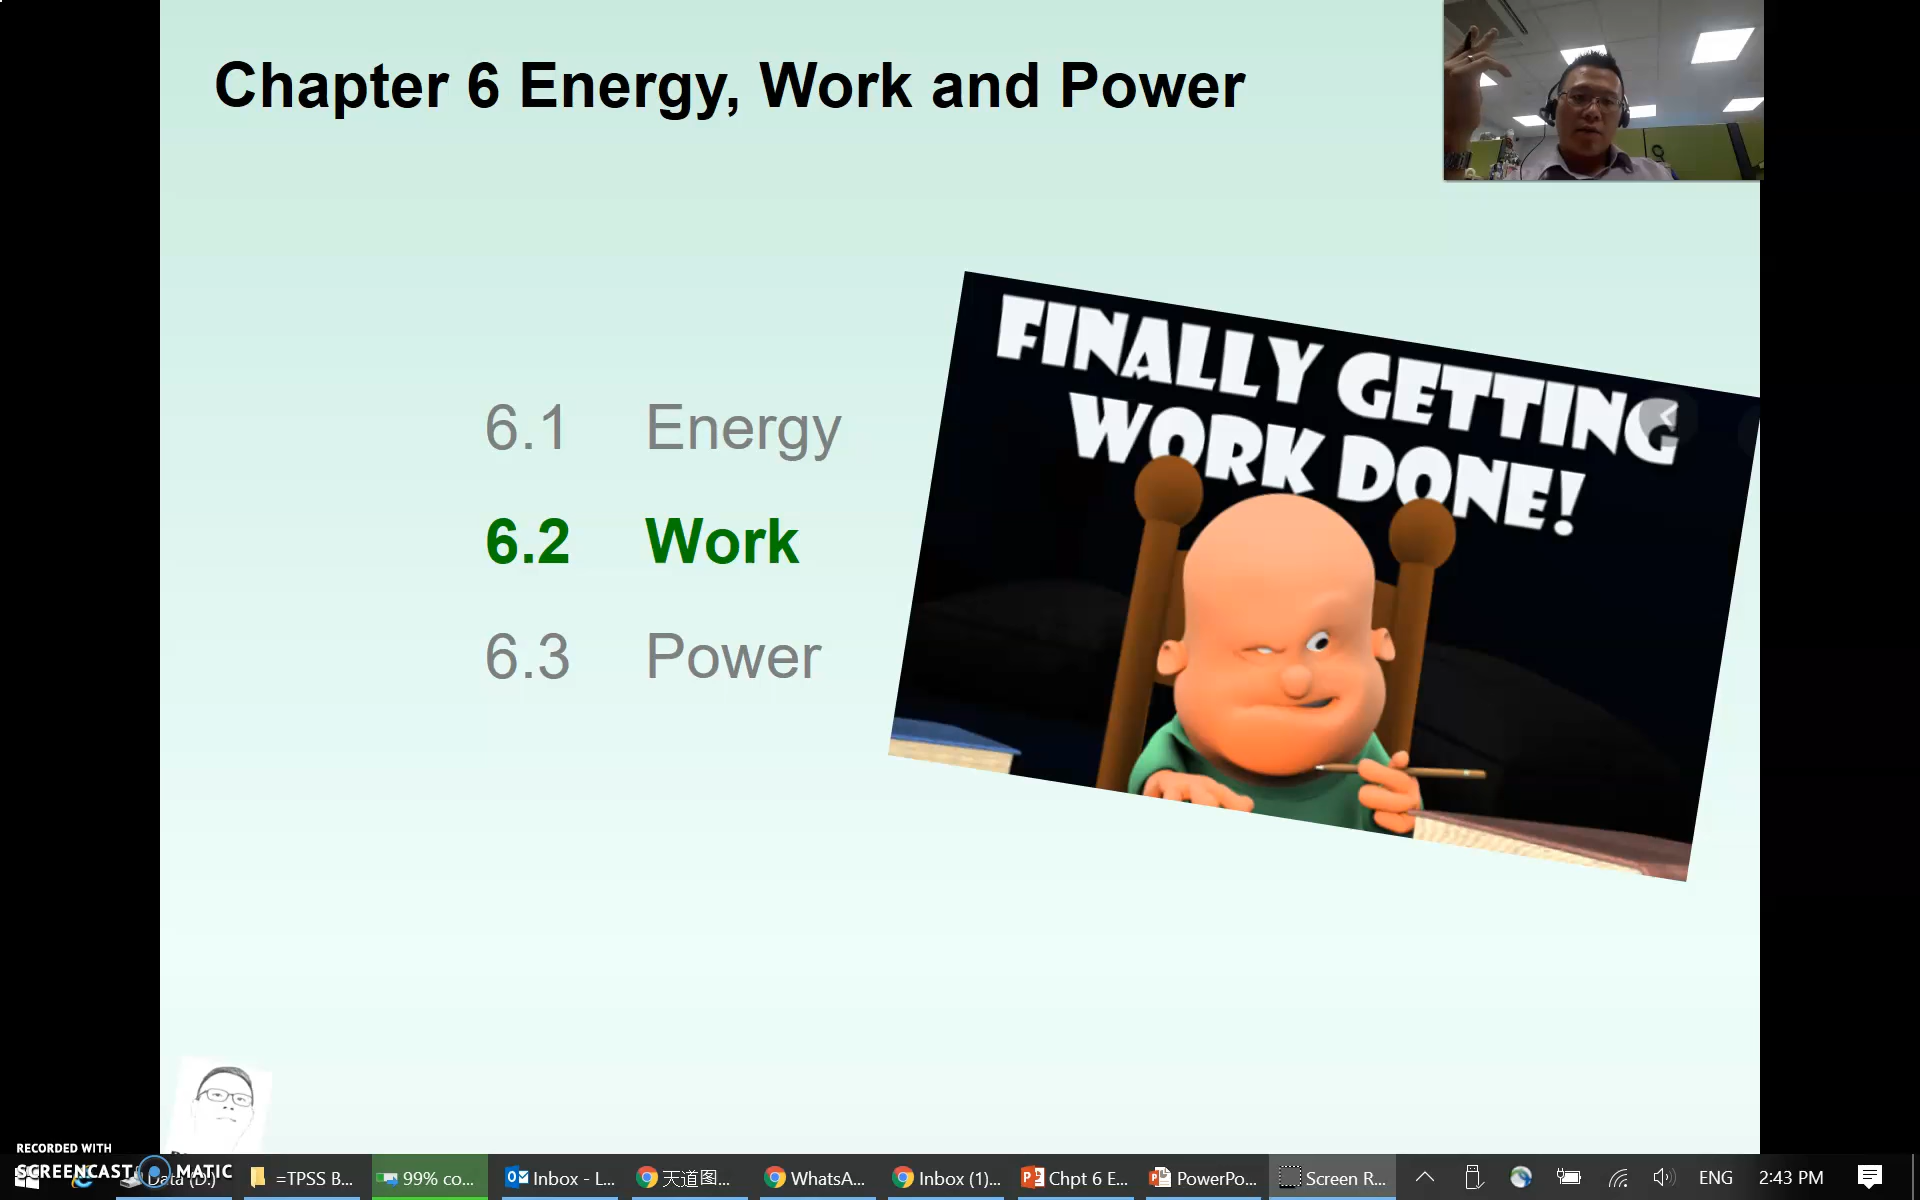 Chapter 6 Energy, Work and Power
FINALLY GETTING
WORK DONE!
6.1 Energy
6.2 Work
6.3 Power
RECORDED WITH
SCREENCAST MATIC
Data (D:)
=TPSS B...
99% co...
Inbox - L...
天道图...
WhatsA...
Inbox (1)...
Chpt 6 E...
PowerPo...
Screen R...
ENG
2:43 PM